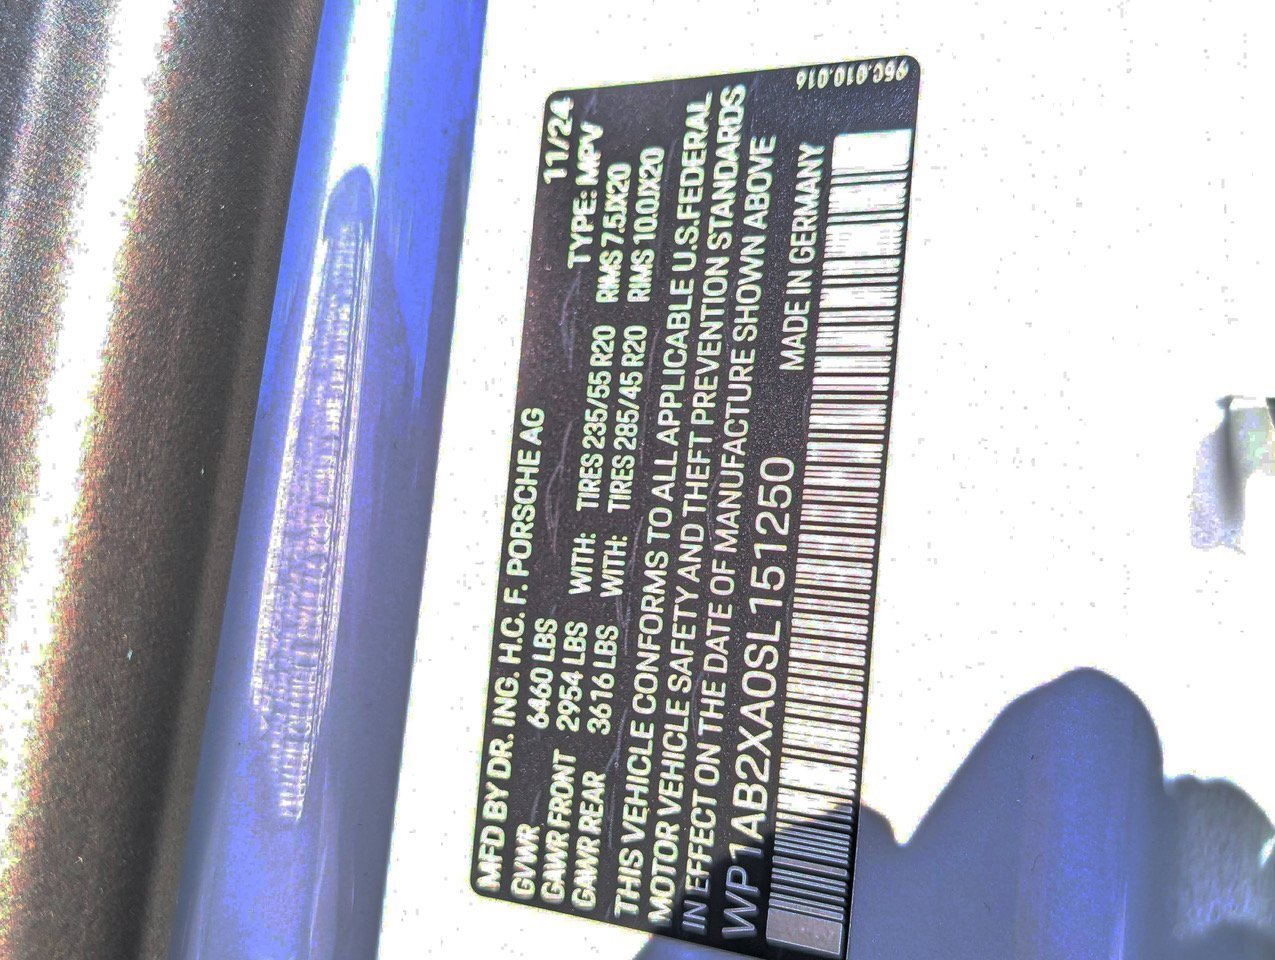 MFD BY DR. ING. H.C. F. PORSCHE AG 11/24
GVWR 6460 LBS TYPE: MPV
GAWR FRONT 2954 LBS WITH: TIRES 235/55 R20 RIMS 7.5JX20
GAWR REAR 3616 LBS WITH: TIRES 285/45 R20 RIMS 10.0JX20
THIS VEHICLE CONFORMS TO ALL APPLICABLE U.S.FEDERAL
MOTOR VEHICLE SAFETY AND THEFT PREVENTION STANDARDS
IN EFFECT ON THE DATE OF MANUFACTURE SHOWN ABOVE
WP1AB2XA0SL151250 MADE IN GERMANY
95C.010.016